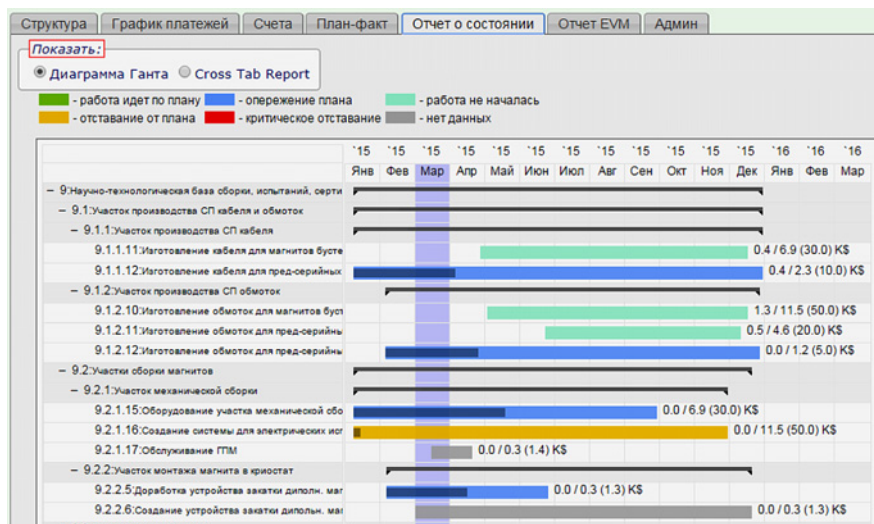 Структура График платежей Счета План-факт Отчет о состоянии Отчет EVM Админ
Показать:
Диаграмма Ганта Cross Tab Report
- работа идет по плану - опережение плана - работа не началась
- отставание от плана - критическое отставание - нет данных
`15 `15 `15 `15 `15 `15 `15 `15 `15 `15 `15 `15 `16 `16 `16
Янв Фев Мар Апр Май Июн Июл Авг Сен Окт Ноя Дек Янв Фев Мар
− 9:Научно-технологическая база сборки, испытаний, серти
− 9.1:Участок производства СП кабеля и обмоток
− 9.1.1:Участок производства СП кабеля
9.1.1.11:Изготовление кабеля для магнитов бусте 0.4 / 6.9 (30.0) K$
9.1.1.12:Изготовление кабеля для пред-серийных 0.4 / 2.3 (10.0) K$
− 9.1.2:Участок производства СП обмоток
9.1.2.10:Изготовление обмоток для магнитов буст 1.3 / 11.5 (50.0) K$
9.1.2.11:Изготовление обмоток для пред-серийны 0.5 / 4.6 (20.0) K$
9.1.2.12:Изготовление обмоток для пред-серийны 0.0 / 1.2 (5.0) K$
− 9.2:Участки сборки магнитов
− 9.2.1:Участок механической сборки
9.2.1.15:Оборудование участка механической сбо 0.0 / 6.9 (30.0) K$
9.2.1.16:Создание системы для электрических исг 0.0 / 11.5 (50.0) K$
9.2.1.17:Обслуживание ГПМ 0.0 / 0.3 (1.4) K$
− 9.2.2:Участок монтажа магнита в криостат
9.2.2.5:Доработка устройства закатки диполн. маг 0.0 / 0.3 (1.3) K$
9.2.2.6:Создание устройства закатки дипольн. маг 0.0 / 0.3 (1.3) K$